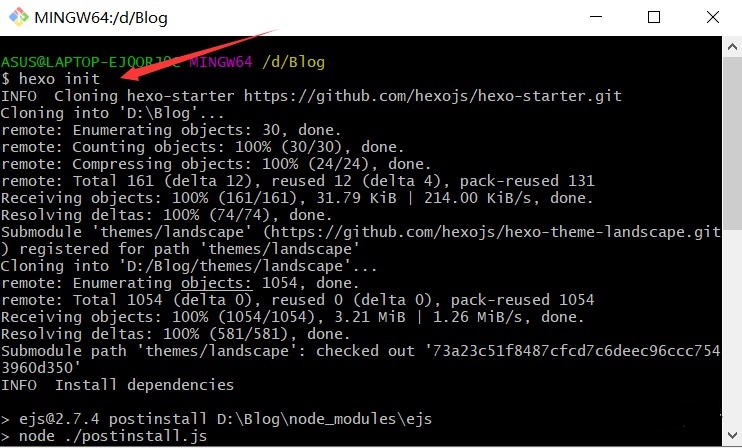 MINGW64:/d/Blog
MINGW64 /d/Blog
$ hexo init
INFO  Cloning hexo-starter https://github.com/hexojs/hexo-starter.git
Cloning into 'D:\Blog'...
remote: Enumerating objects: 30, done.
remote: Counting objects: 100% (30/30), done.
remote: Compressing objects: 100% (24/24), done.
remote: Total 161 (delta 12), reused 12 (delta 4), pack-reused 131
Receiving objects: 100% (161/161), 31.79 KiB | 214.00 KiB/s, done.
Resolving deltas: 100% (74/74), done.
Submodule 'themes/landscape' (https://github.com/hexojs/hexo-theme-landscape.git
) registered for path 'themes/landscape'
Cloning into 'D:/Blog/themes/landscape'...
remote: Enumerating objects: 1054, done.
remote: Total 1054 (delta 0), reused 0 (delta 0), pack-reused 1054
Receiving objects: 100% (1054/1054), 3.21 MiB | 1.26 MiB/s, done.
Resolving deltas: 100% (581/581), done.
Submodule path 'themes/landscape': checked out '73a23c51f8487cfcd7c6deec96ccc754
3960d350'
INFO  Install dependencies
> ejs@2.7.4 postinstall D:\Blog\node_modules\ejs
> node ./postinstall.js